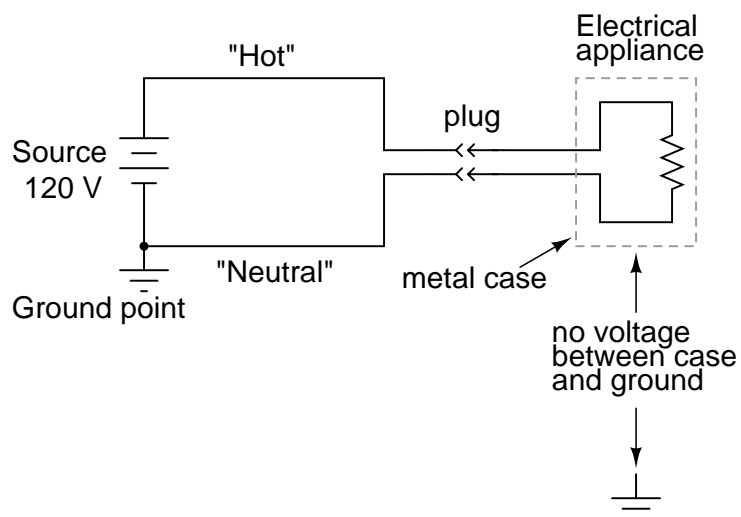 Electrical
appliance
"Hot"
plug
Source
120 V
"Neutral"
metal case
Ground point
no voltage
between case
and ground